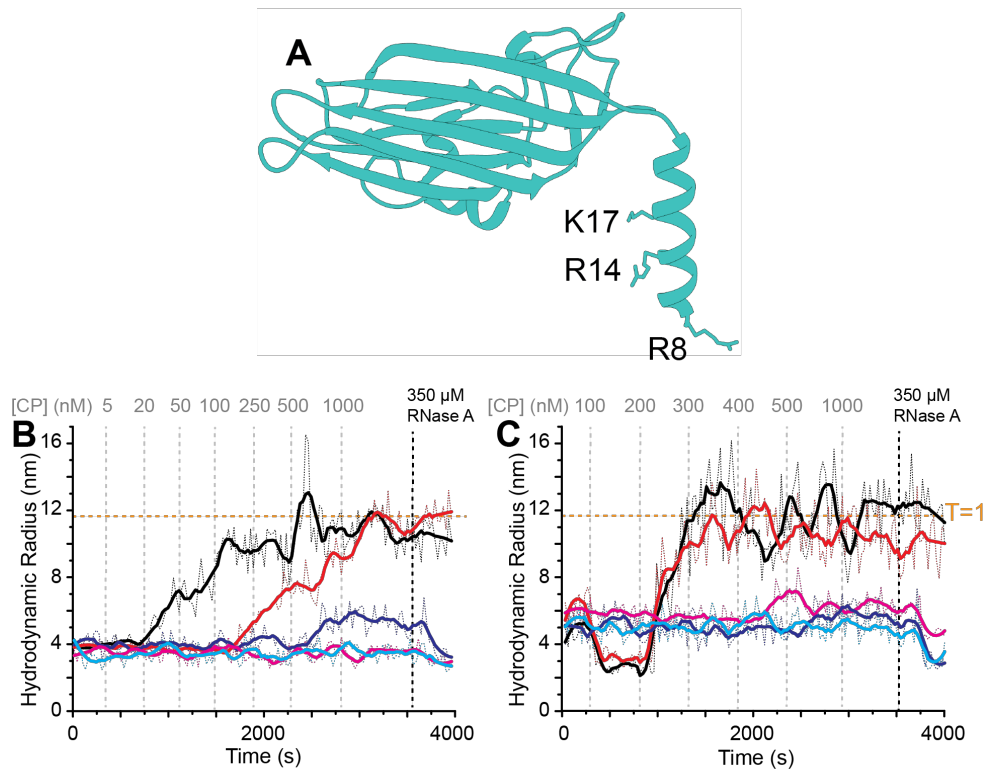 A
K17
R14
R8
350 µM
RNase A
[CP] (nM) 5 20 50 100 250 500 1000
B
16
12
8
4
0
Hydrodynamic Radius (nm)
0 2000 4000
Time (s)
350 µM
RNase A
[CP] (nM) 100 200 300 400 500 1000
C
16
12
8
4
0
T=1
Hydrodynamic Radius (nm)
0 2000 4000
Time (s)